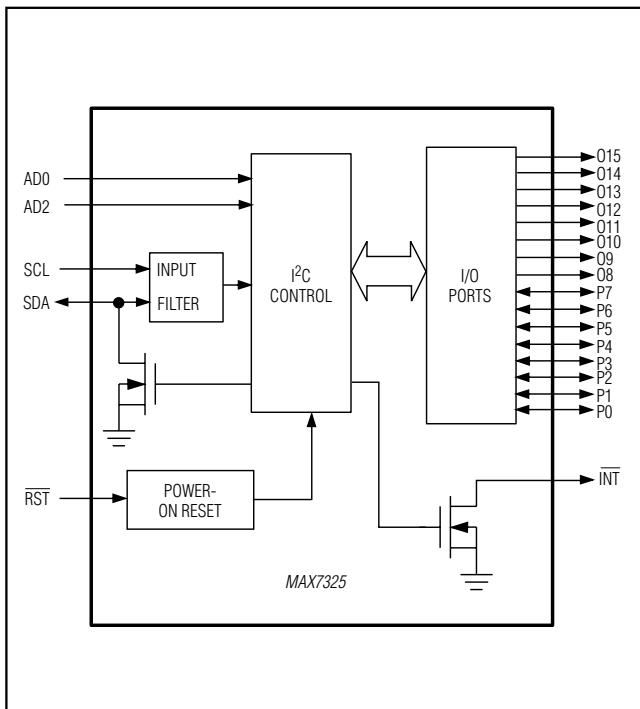 AD0
AD2
SCL
SDA
RST
INPUT
FILTER
POWER-
ON RESET
I²C
CONTROL
I/O
PORTS
O15
O14
O13
O12
O11
O10
O9
O8
P7
P6
P5
P4
P3
P2
P1
P0
INT
MAX7325